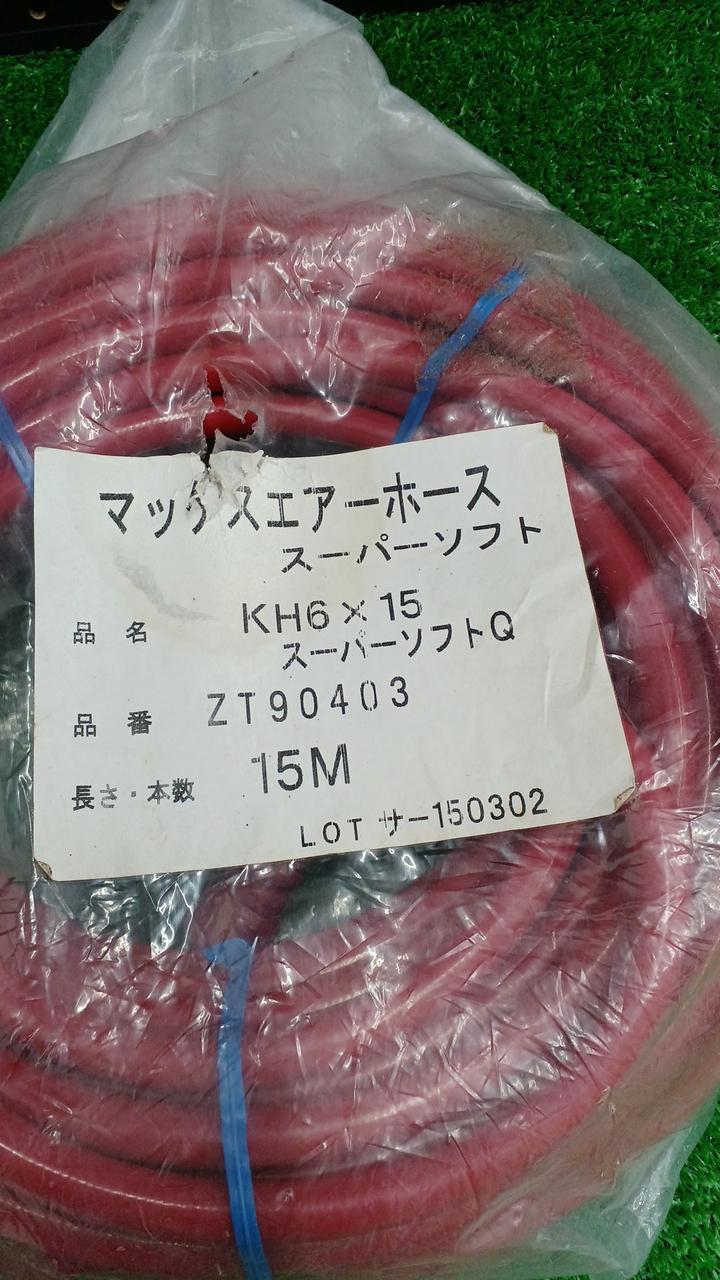 マックスエアーホース
スーパーソフト
品名 KH6×15
スーパーソフトQ
品番 ZT90403
長さ・本数 15M
LOT サー150302